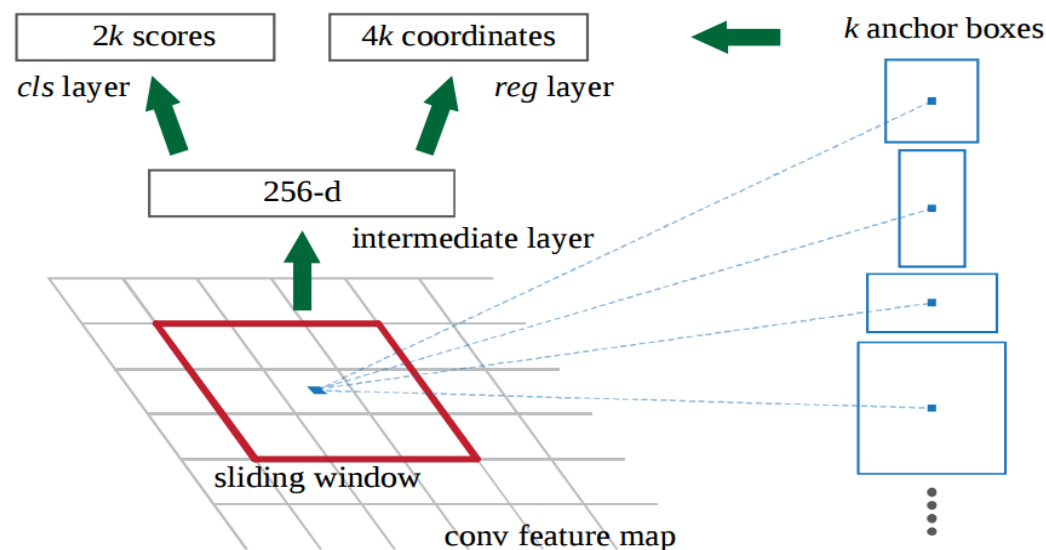 2k scores
4k coordinates
k anchor boxes
cls layer
reg layer
256-d
intermediate layer
sliding window
conv feature map